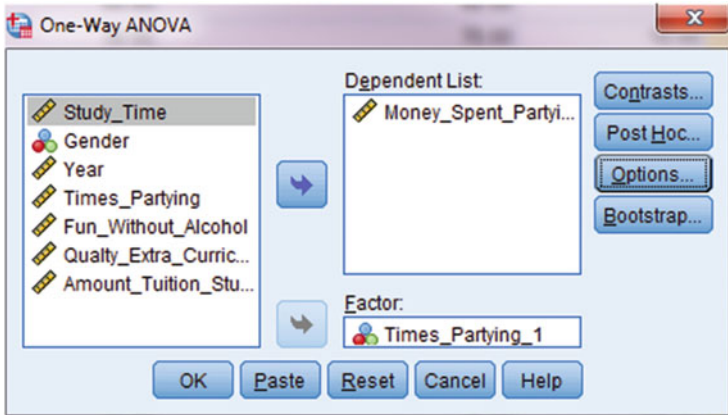 One-Way ANOVA
Study_Time
Gender
Year
Times_Partying
Fun_Without_Alcohol
Qualty_Extra_Curric...
Amount_Tuition_Stu...
Dependent List:
Money_Spent_Partyi...
Factor:
Times_Partying_1
Contrasts...
Post Hoc...
Options...
Bootstrap...
OK
Paste
Reset
Cancel
Help